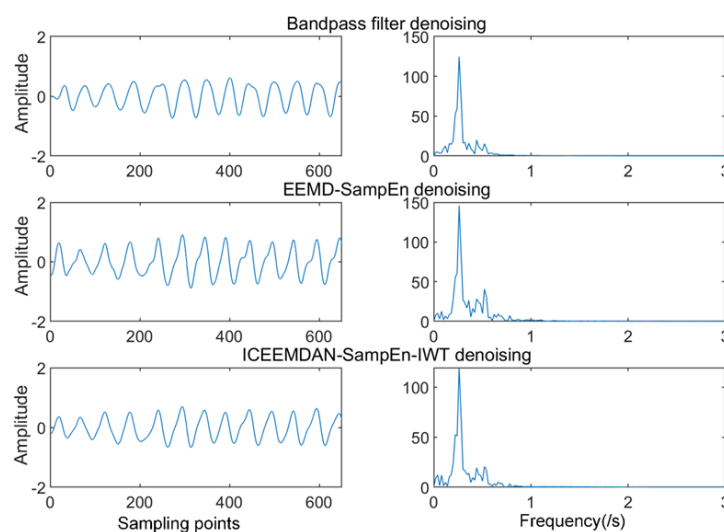 Bandpass filter denoising
Amplitude
2
0
-2
0 200 400 600
150
100
50
0
0 1 2 3
EEMD-SampEn denoising
Amplitude
2
0
-2
0 200 400 600
150
100
50
0
0 1 2 3
ICEEMDAN-SampEn-IWT denoising
Amplitude
2
0
-2
0 200 400 600
Sampling points
100
50
0
0 1 2 3
Frequency(/s)